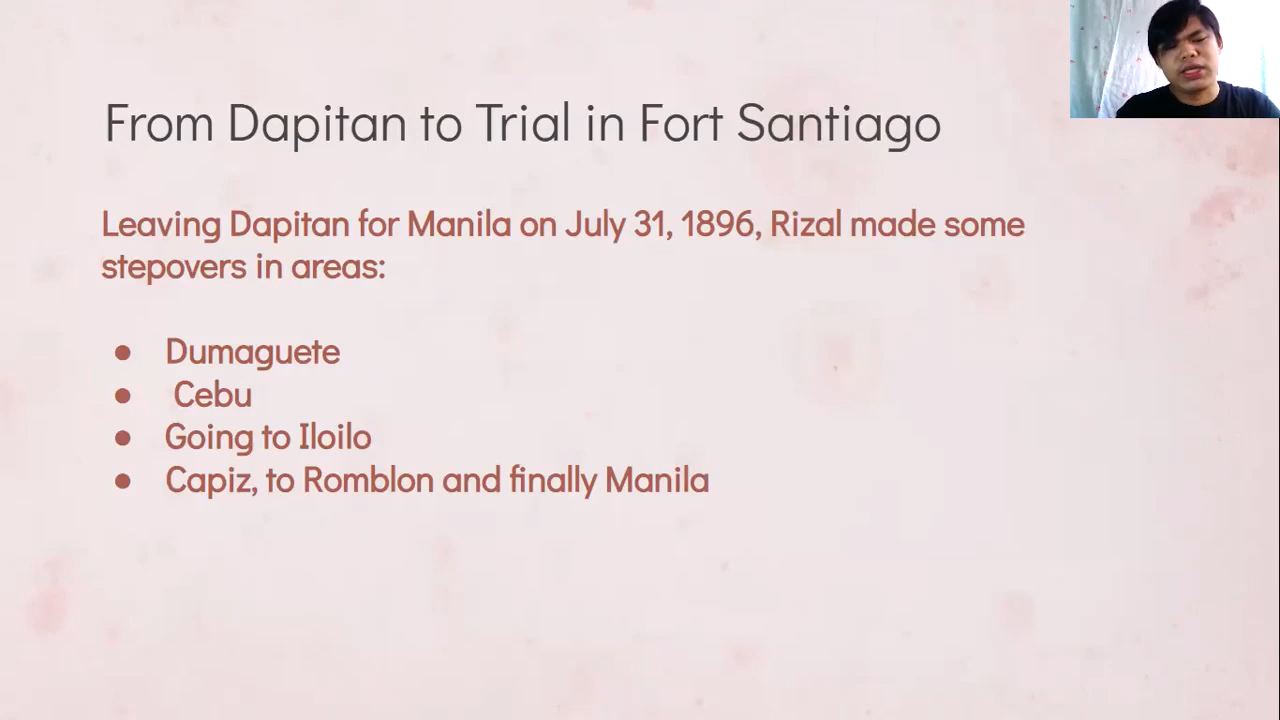 From Dapitan to Trial in Fort Santiago
Leaving Dapitan for Manila on July 31, 1896, Rizal made some
stepovers in areas:
● Dumaguete
● Cebu
● Going to Iloilo
● Capiz, to Romblon and finally Manila